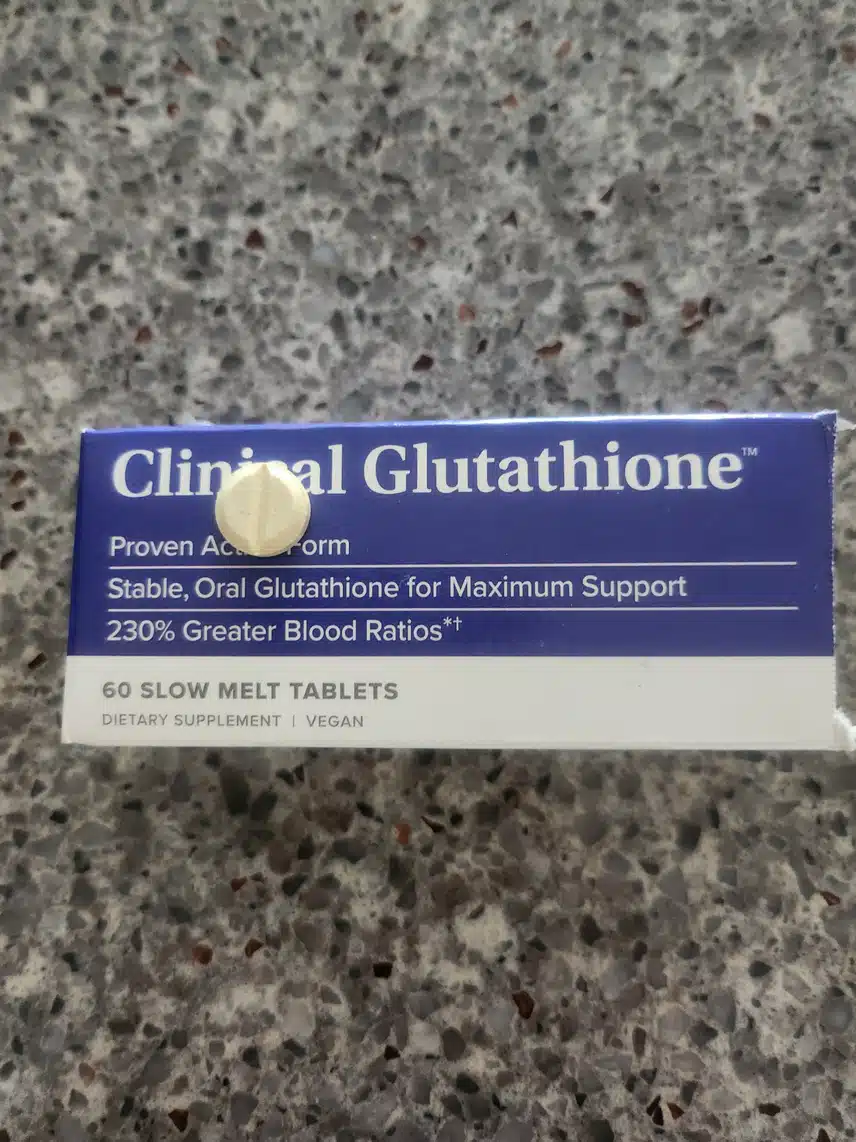 Clinical Glutathione™
Proven Form
Stable, Oral Glutathione for Maximum Support
230% Greater Blood Ratios*†
60 SLOW MELT TABLETS
DIETARY SUPPLEMENT | VEGAN